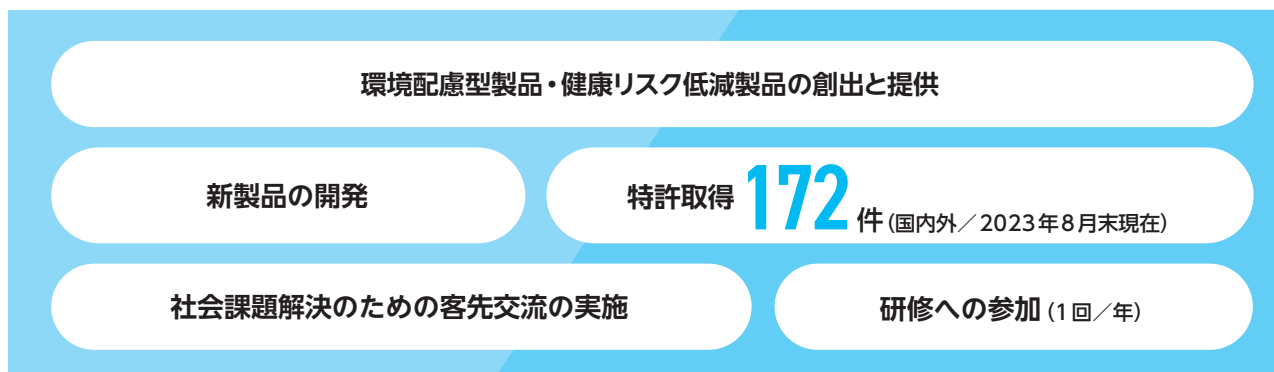 環境配慮型製品・健康リスク低減製品の創出と提供
新製品の開発
特許取得 172 件(国内外／2023年8月末現在)
社会課題解決のための客先交流の実施
研修への参加(1回／年)